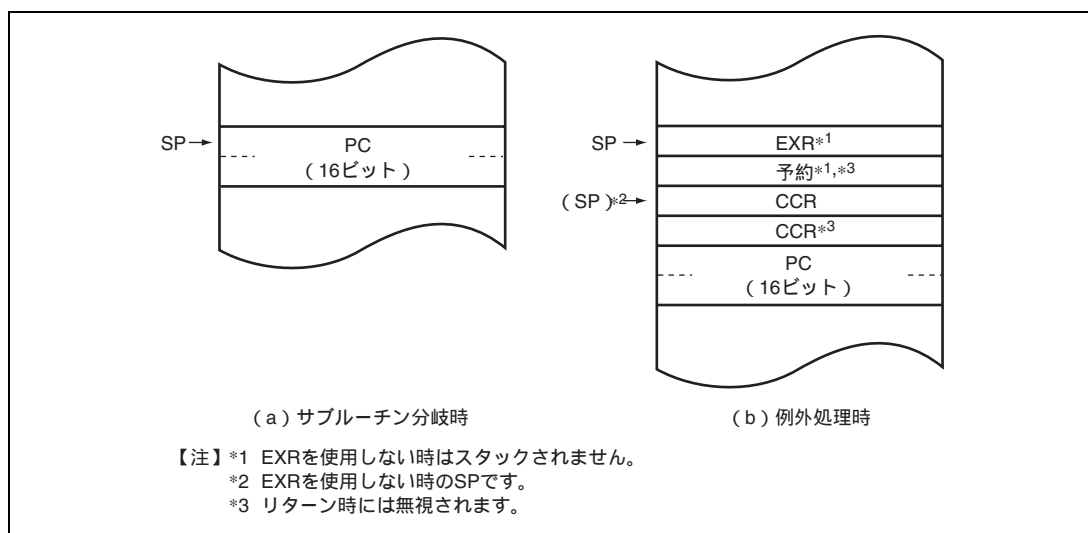 SP→
PC
（16ビット）
SP→
EXR*1
予約*1,*3
（SP）*2→
CCR
CCR*3
PC
（16ビット）
（a）サブルーチン分岐時
（b）例外処理時
【注】*1 EXRを使用しない時はスタックされません。
*2 EXRを使用しない時のSPです。
*3 リターン時には無視されます。